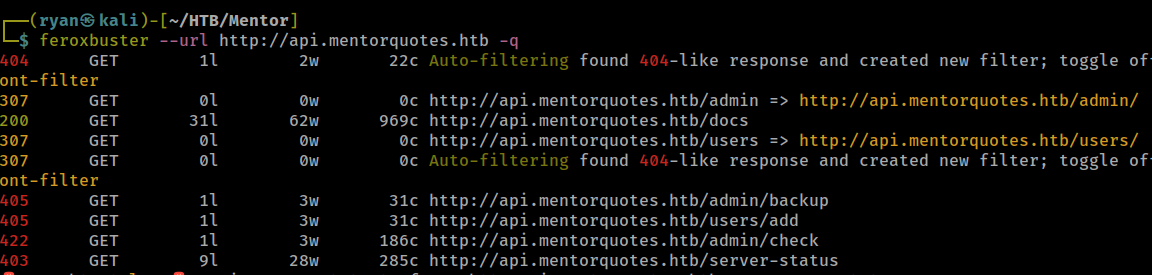 ┌──(ryan㉿kali)-[~/HTB/Mentor]
└─$ feroxbuster --url http://api.mentorquotes.htb -q
404 GET 1l 2w 22c Auto-filtering found 404-like response and created new filter; toggle off
ont-filter
307 GET 0l 0w 0c http://api.mentorquotes.htb/admin => http://api.mentorquotes.htb/admin/
200 GET 31l 62w 969c http://api.mentorquotes.htb/docs
307 GET 0l 0w 0c http://api.mentorquotes.htb/users => http://api.mentorquotes.htb/users/
307 GET 0l 0w 0c Auto-filtering found 404-like response and created new filter; toggle off
ont-filter
405 GET 1l 3w 31c http://api.mentorquotes.htb/admin/backup
405 GET 1l 3w 31c http://api.mentorquotes.htb/users/add
422 GET 1l 3w 186c http://api.mentorquotes.htb/admin/check
403 GET 9l 28w 285c http://api.mentorquotes.htb/server-status